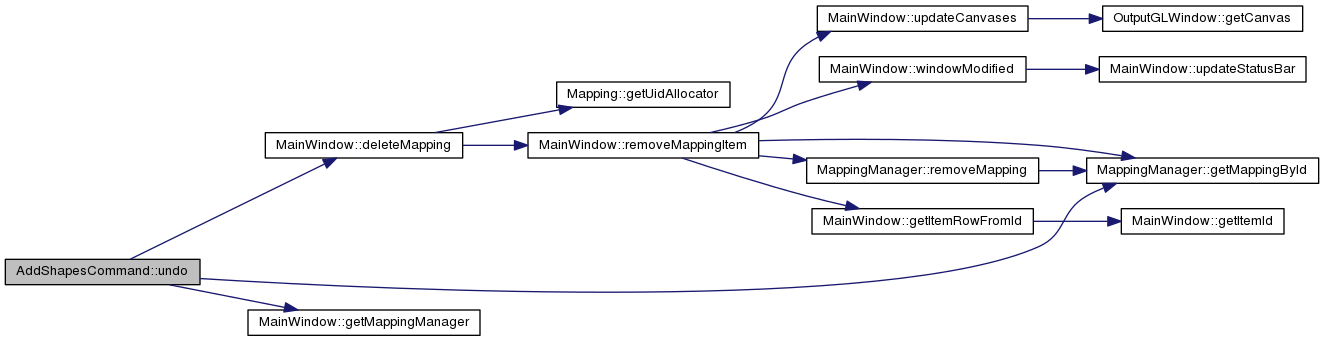 MainWindow::updateCanvases
OutputGLWindow::getCanvas
MainWindow::windowModified
MainWindow::updateStatusBar
Mapping::getUidAllocator
MainWindow::deleteMapping
MainWindow::removeMappingItem
MappingManager::removeMapping
MappingManager::getMappingById
MainWindow::getItemRowFromId
MainWindow::getItemId
AddShapesCommand::undo
MainWindow::getMappingManager